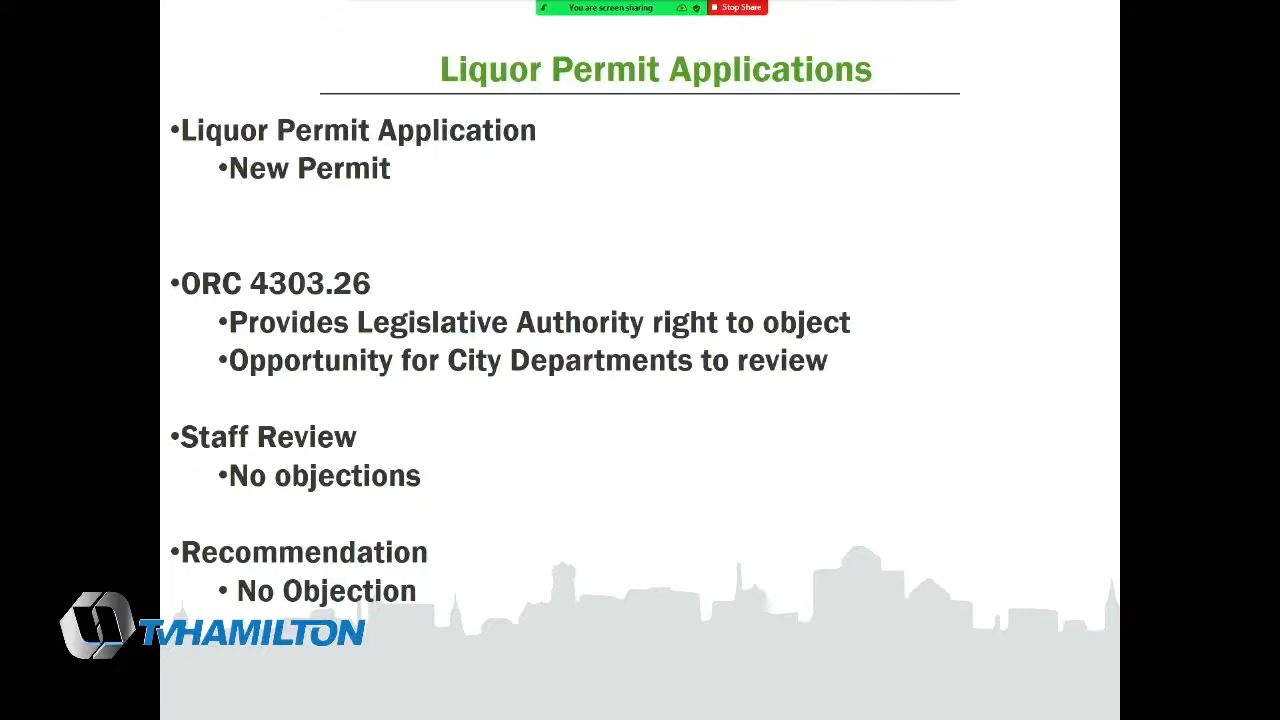 You are screen sharing
Stop Share
Liquor Permit Applications
•Liquor Permit Application
•New Permit
•ORC 4303.26
•Provides Legislative Authority right to object
•Opportunity for City Departments to review
•Staff Review
•No objections
•Recommendation
• No Objection
TVHAMILTON